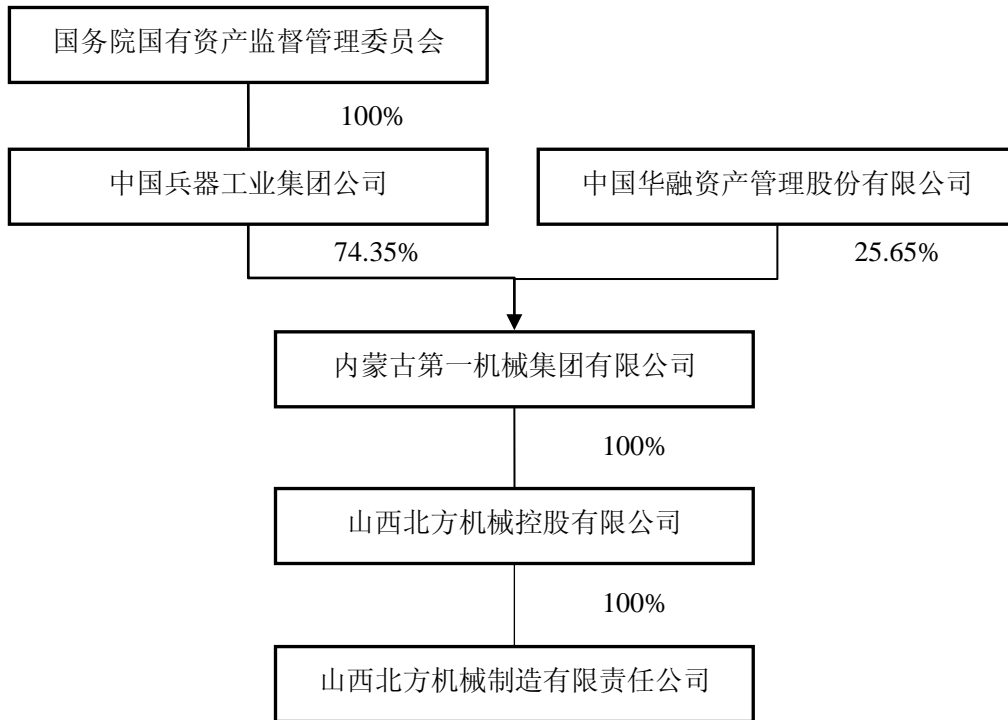 国务院国有资产监督管理委员会
100%
中国兵器工业集团公司
中国华融资产管理股份有限公司
74.35%
25.65%
内蒙古第一机械集团有限公司
100%
山西北方机械控股有限公司
100%
山西北方机械制造有限责任公司